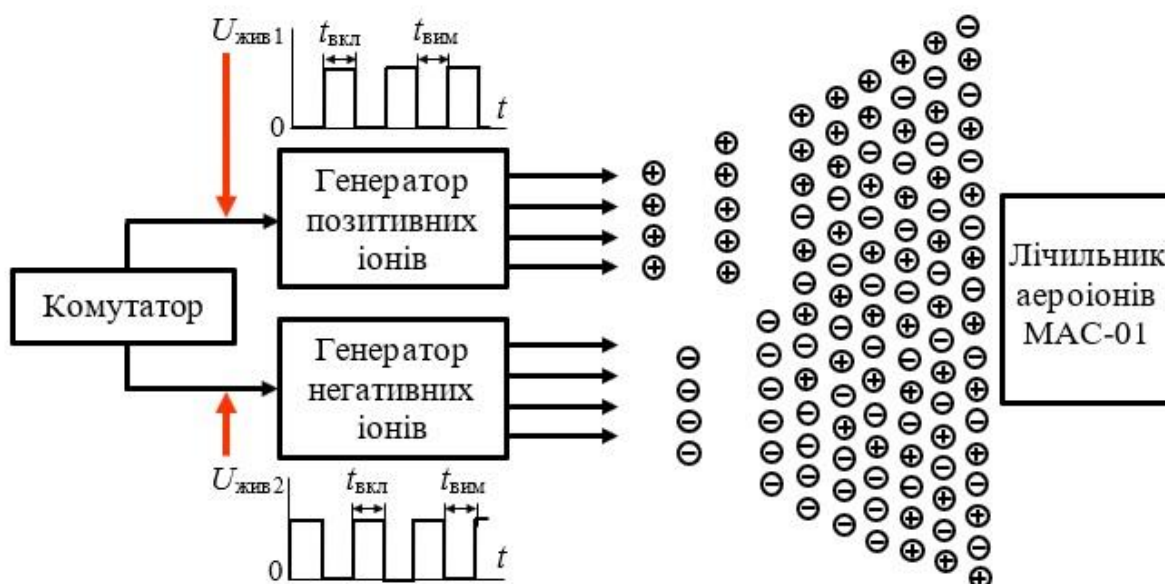 Uжив1
tвкл
tвим
0
t
Генератор
позитивних
іонів
Комутатор
Лічильник
аероіонів
МАС-01
Генератор
негативних
іонів
Uжив2
tвкл
tвим
0
t